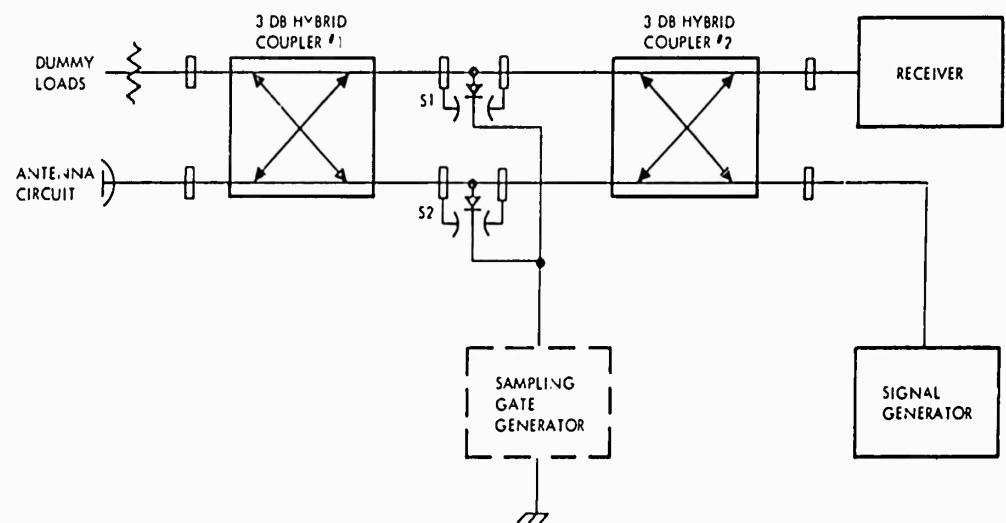 3 DB HYBRID
COUPLER #1
3 DB HYBRID
COUPLER #2
DUMMY
LOADS
RECEIVER
S1
ANTENNA
CIRCUIT
S2
SAMPLING
GATE
GENERATOR
SIGNAL
GENERATOR